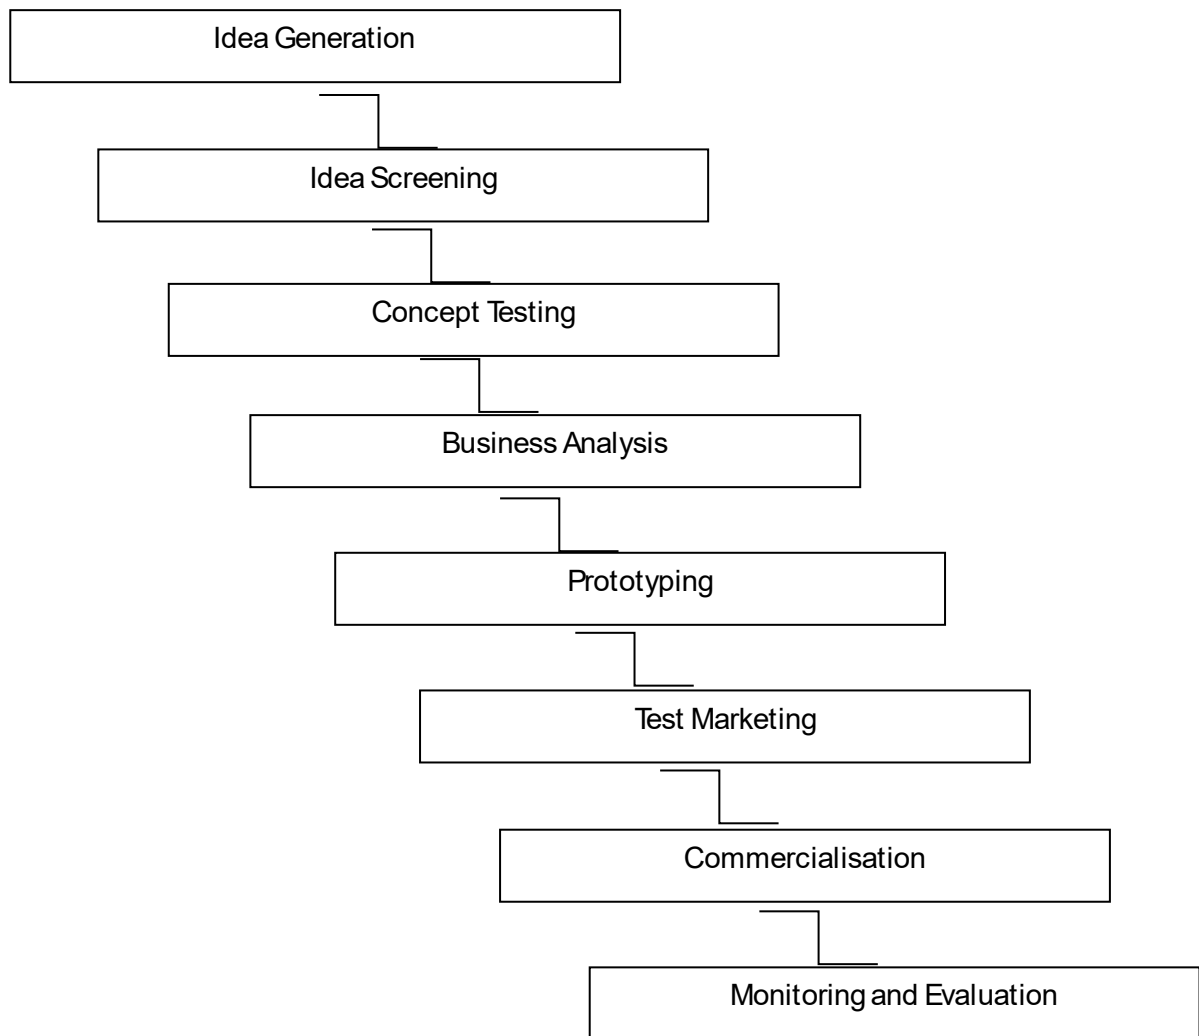 Idea Generation
Idea Screening
Concept Testing
Business Analysis
Prototyping
Test Marketing
Commercialisation
Monitoring and Evaluation